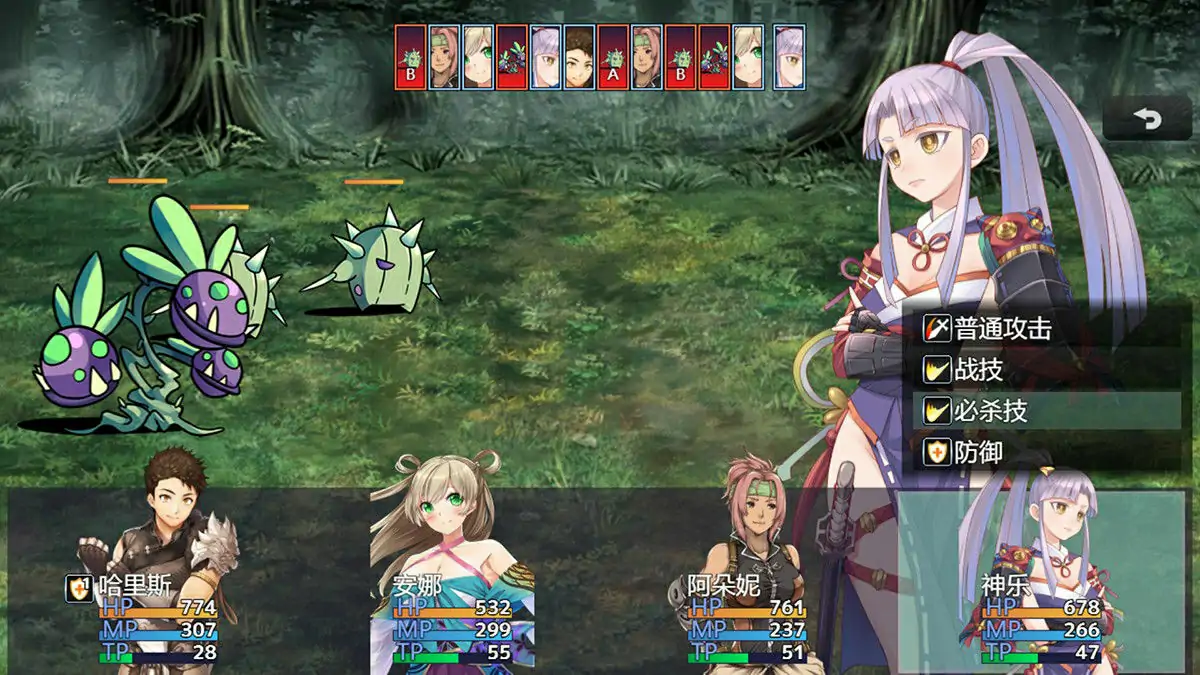 B
A
B
普通攻击
战技
必杀技
防御
1
哈里斯
HP 774
MP 307
TP 28
安娜
HP 532
MP 299
TP 55
阿朵妮
HP 761
MP 237
TP 51
神乐
HP 678
MP 266
TP 47